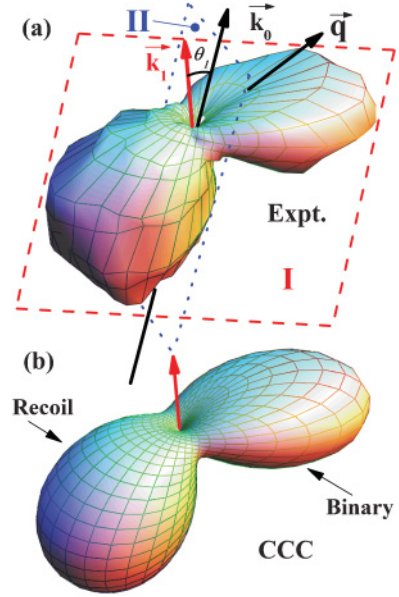 (a)
II
k₁
θ₁
k₀
q
Expt.
I
(b)
Recoil
Binary
CCC